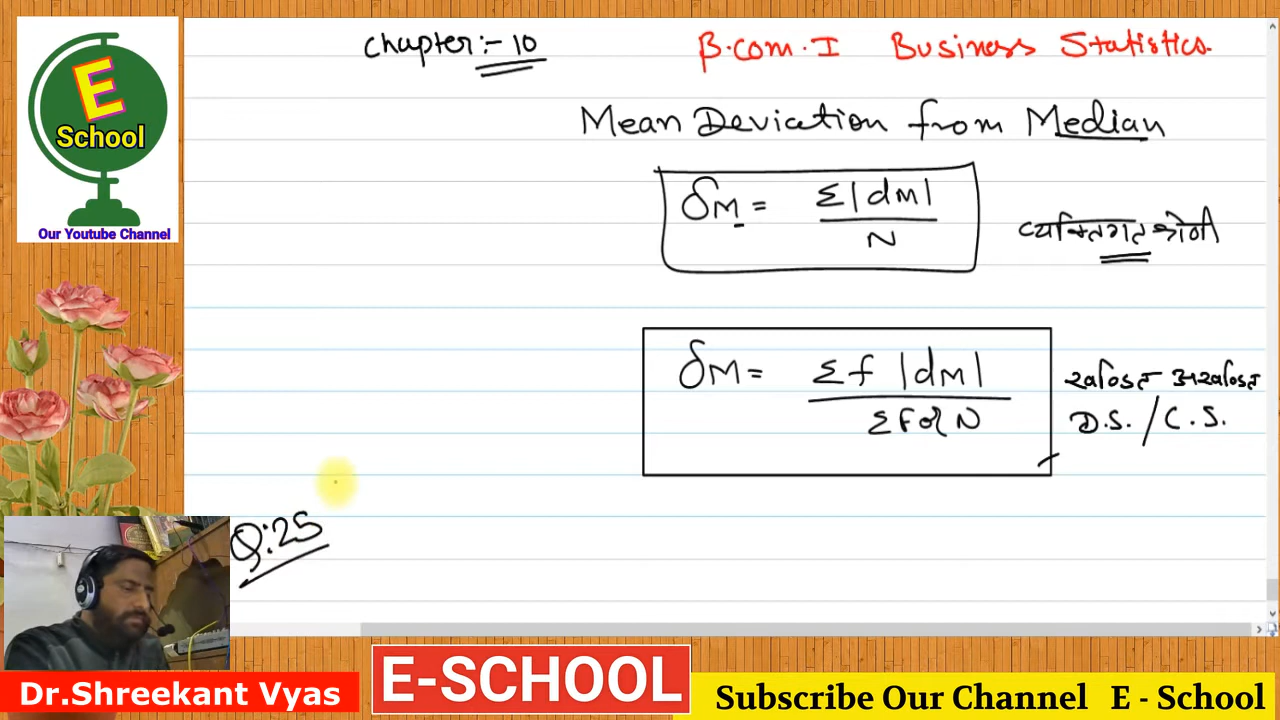 E
School
Our Youtube Channel
Chapter:- 10
B.com.I Business Statistics.
Mean Deviation from Median
δM = Σ|dM| / N
व्यक्तिगत श्रेणी
δM = Σf |dM| / Σf or N
खण्डित अखण्डित
D.S. / C.S.
Q:25
Dr.Shreekant Vyas
E-SCHOOL
Subscribe Our Channel E - School